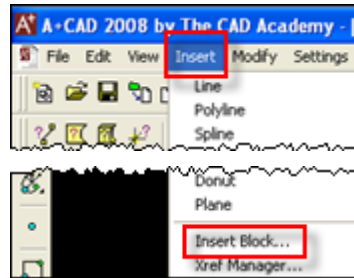 A+CAD 2008 by The CAD Academy -
File Edit View Insert Modify Settings
Line
Polyline
Spline
Donut
Plane
Insert Block...
Xref Manager...